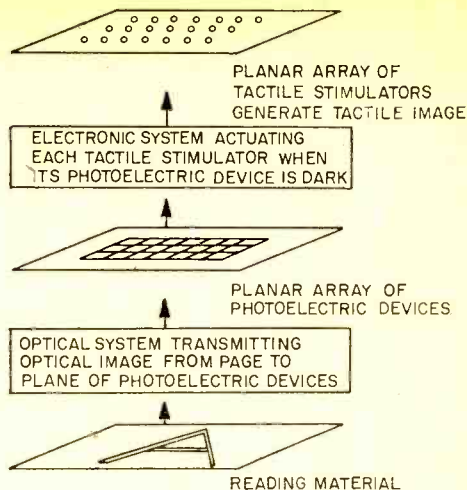 PLANAR ARRAY OF
TACTILE STIMULATORS
GENERATE TACTILE IMAGE
ELECTRONIC SYSTEM ACTUATING
EACH TACTILE STIMULATOR WHEN
ITS PHOTOELECTRIC DEVICE IS DARK
PLANAR ARRAY OF
PHOTOELECTRIC DEVICES
OPTICAL SYSTEM TRANSMITTING
OPTICAL IMAGE FROM PAGE TO
PLANE OF PHOTOELECTRIC DEVICES
A
READING MATERIAL